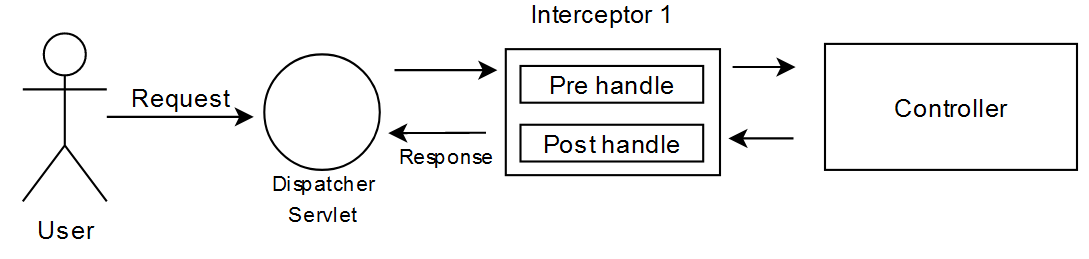 Interceptor 1
Request
Pre handle
Controller
Post handle
Response
Dispatcher
Servlet
User